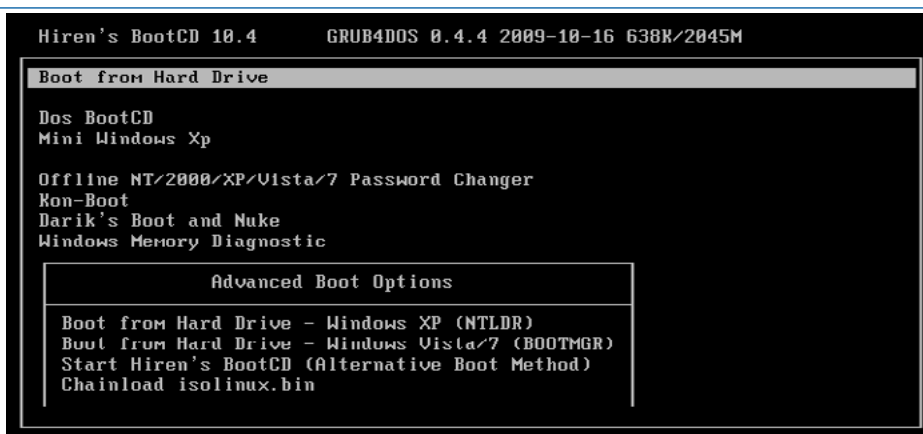 Hiren's BootCD 10.4 GRUB4DOS 0.4.4 2009-10-16 638K/2045M
Boot from Hard Drive
Dos BootCD
Mini Windows Xp
Offline NT/2000/XP/Vista/7 Password Changer
Kon-Boot
Darik's Boot and Nuke
Windows Memory Diagnostic
Advanced Boot Options
Boot from Hard Drive - Windows XP (NTLDR)
Boot from Hard Drive - Windows Vista/7 (BOOTMGR)
Start Hiren's BootCD (Alternative Boot Method)
Chainload isolinux.bin